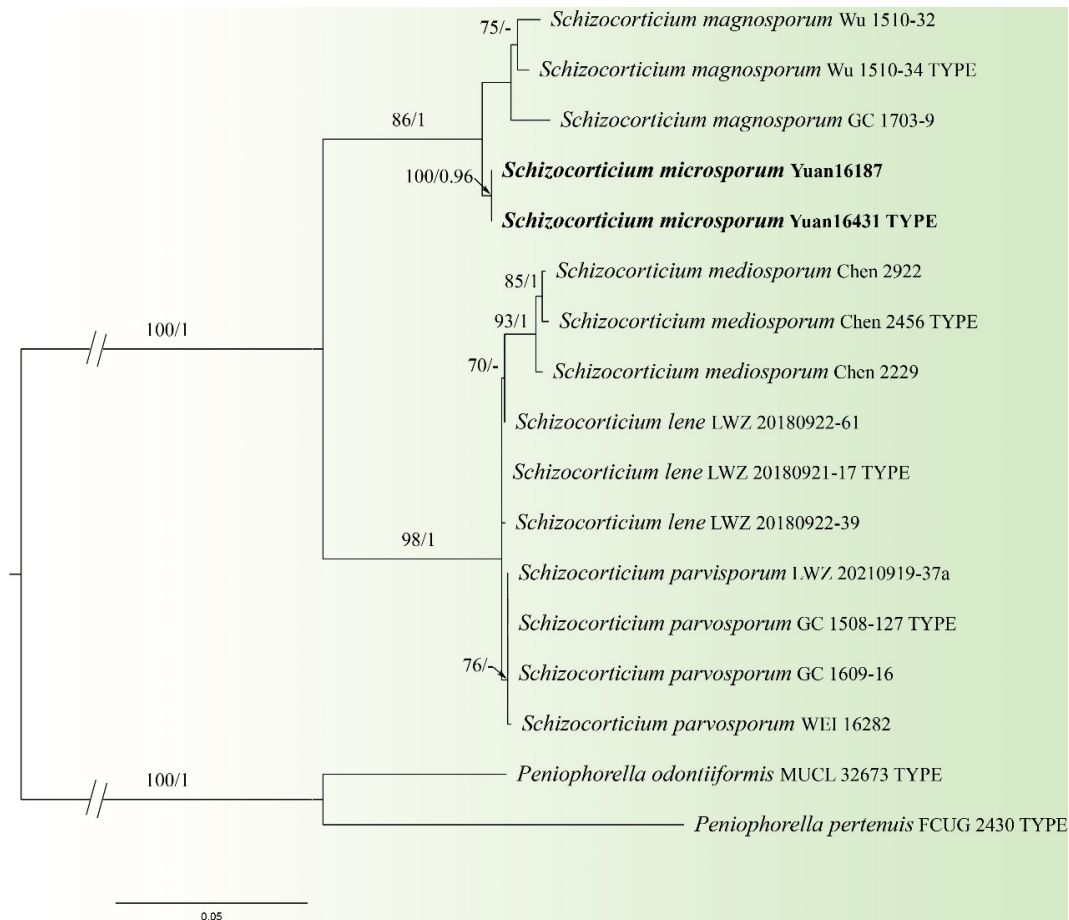 Schizocorticium magnosporum Wu 1510-32
75/-
Schizocorticium magnosporum Wu 1510-34 TYPE
86/1
Schizocorticium magnosporum GC 1703-9
Schizocorticium microsporum Yuan16187
100/0.96
Schizocorticium microsporum Yuan16431 TYPE
Schizocorticium mediosporum Chen 2922
85/1
Schizocorticium mediosporum Chen 2456 TYPE
93/1
100/1
Schizocorticium mediosporum Chen 2229
70/-
Schizocorticium lene LWZ 20180922-61
Schizocorticium lene LWZ 20180921-17 TYPE
Schizocorticium lene LWZ 20180922-39
98/1
Schizocorticium parvisporum LWZ 20210919-37a
Schizocorticium parvosporum GC 1508-127 TYPE
76/-
Schizocorticium parvosporum GC 1609-16
Schizocorticium parvosporum WEI 16282
100/1
Peniophorella odontiiformis MUCL 32673 TYPE
Peniophorella pertenuis FCUG 2430 TYPE
0.05